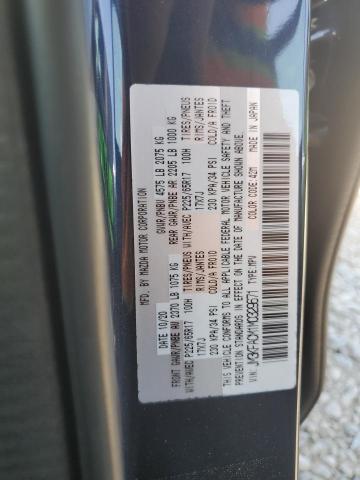 MFD. BY MAZDA MOTOR CORPORATION
DATE 10/20 GVWR/PNBV 4575 LB 2075 KG
FRONT GAWR/PNBE AV 2370 LB 1075 KG REAR GAWR/PNBE AR 2205 LB 1000 KG
WITH/AVEC P225/65R17 100H TIRES/PNEUS WITH/AVEC P225/65R17 100H TIRES/PNEUS
17X7J RIMS/JANTES 17X7J RIMS/JANTES
230 KPA/34 PSI COLD/A FROID 230 KPA/34 PSI COLD/A FROID
THIS VEHICLE CONFORMS TO ALL APPLICABLE FEDERAL MOTOR VEHICLE SAFETY AND THEFT
PREVENTION STANDARDS IN EFFECT ON THE DATE OF MANUFACTURE SHOWN ABOVE.
TYPE: MPV COLOR CODE: 42M MADE IN JAPAN